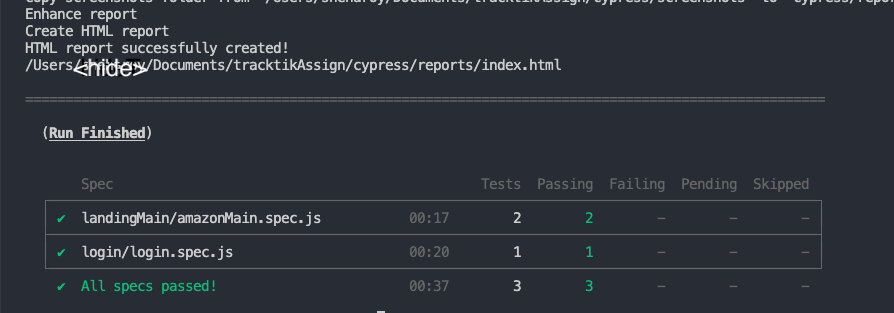 Enhance report
Create HTML report
HTML report successfully created!
/Users/<hide>/Documents/tracktikAssign/cypress/reports/index.html
(Run Finished)
Spec Tests Passing Failing Pending Skipped
✔ landingMain/amazonMain.spec.js 00:17 2 2 – – –
✔ login/login.spec.js 00:20 1 1 – – –
✔ All specs passed! 00:37 3 3 – – –